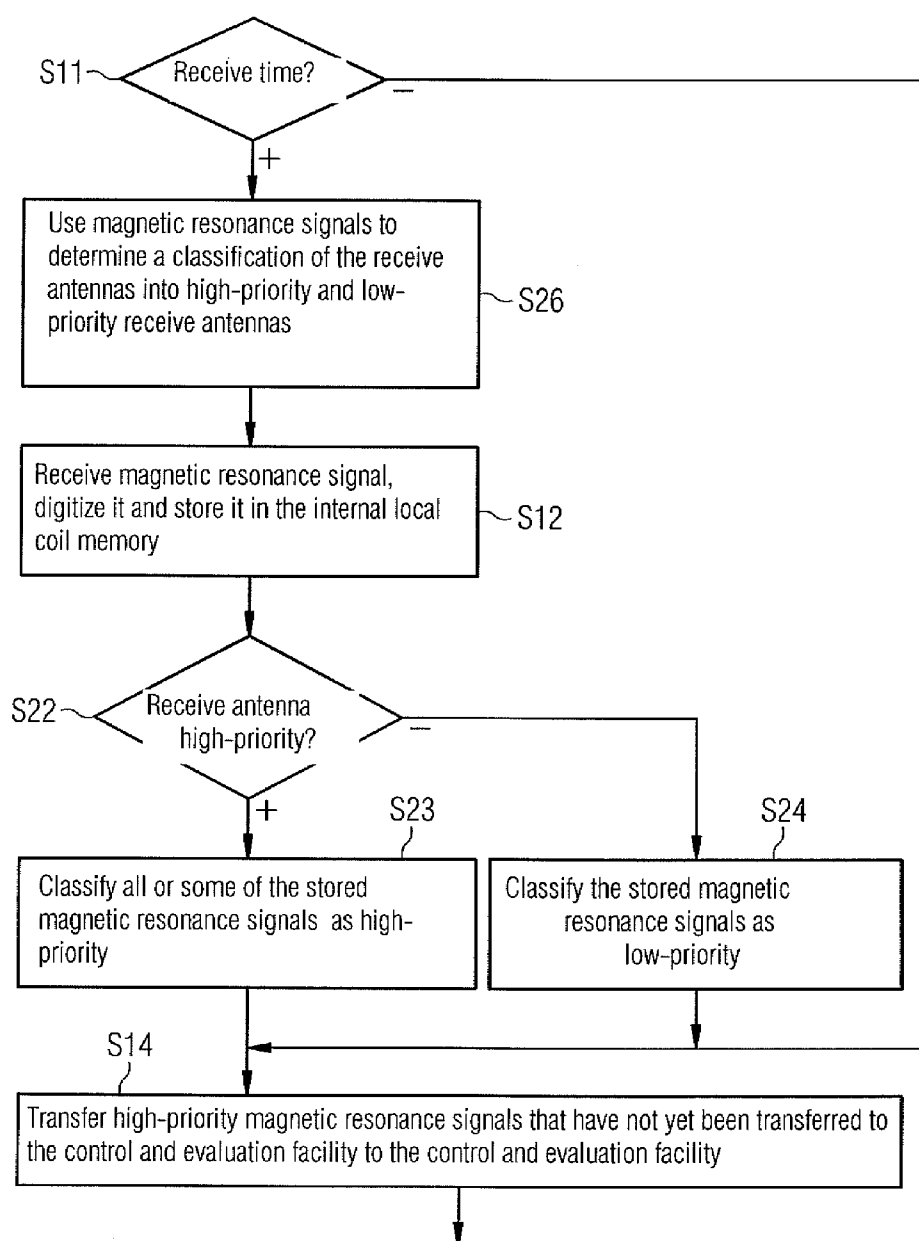 S11
Receive time?
−
+
Use magnetic resonance signals to
determine a classification of the receive
antennas into high-priority and low-
priority receive antennas
S26
Receive magnetic resonance signal,
digitize it and store it in the internal local
coil memory
S12
S22
Receive antenna
high-priority?
−
+
S23
S24
Classify all or some of the stored
magnetic resonance signals as high-
priority
Classify the stored magnetic
resonance signals as
low-priority
S14
Transfer high-priority magnetic resonance signals that have not yet been transferred to
the control and evaluation facility to the control and evaluation facility